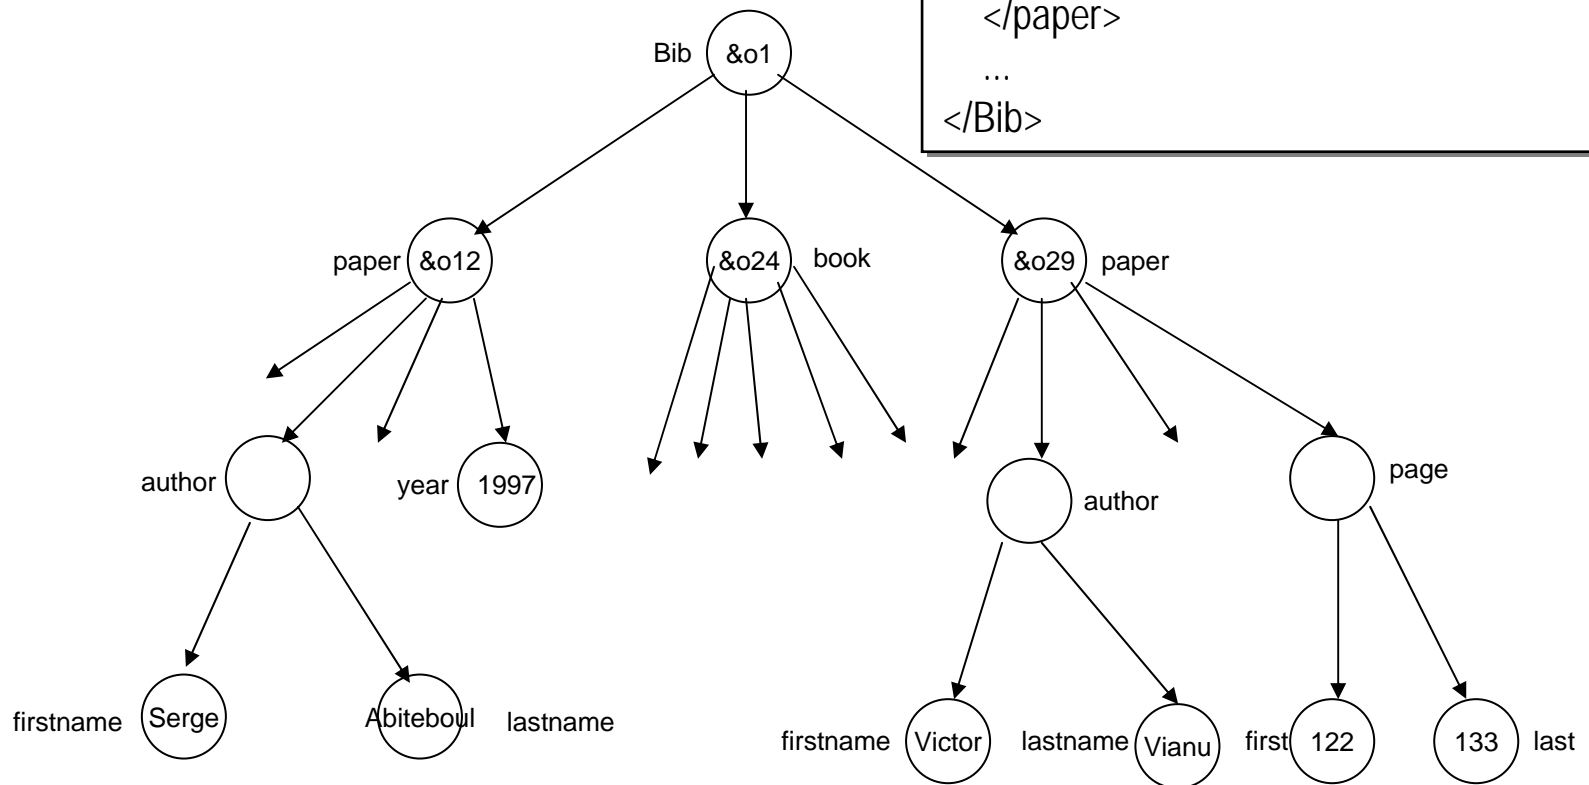 </paper>
...
</Bib>
Bib &o1
paper &o12
&o24 book
&o29 paper
author
year 1997
author
page
firstname Serge
Abiteboul lastname
firstname Victor
lastname Vianu
first 122
133 last